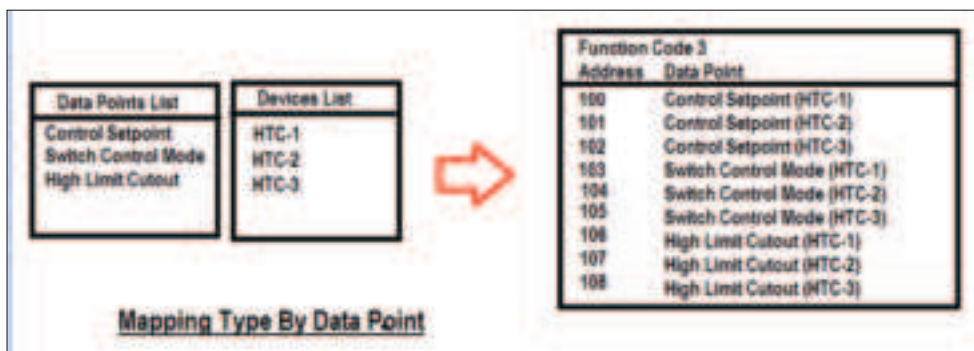 Data Points List
Control Setpoint
Switch Control Mode
High Limit Cutout
Devices List
HTC-1
HTC-2
HTC-3
Function Code 3
Address Data Point
100 Control Setpoint (HTC-1)
101 Control Setpoint (HTC-2)
102 Control Setpoint (HTC-3)
103 Switch Control Mode (HTC-1)
104 Switch Control Mode (HTC-2)
105 Switch Control Mode (HTC-3)
106 High Limit Cutout (HTC-1)
107 High Limit Cutout (HTC-2)
108 High Limit Cutout (HTC-3)
Mapping Type By Data Point